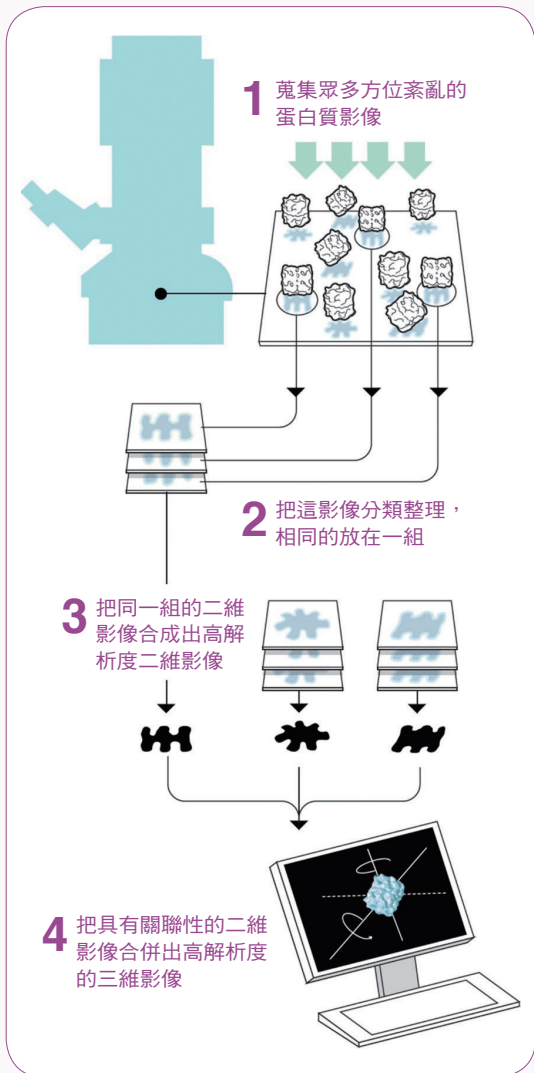 1 蒐集眾多方位紊亂的
蛋白質影像
2 把這影像分類整理，
相同的放在一組
3 把同一組的二維
影像合成出高解
析度二維影像
4 把具有關聯性的二維
影像合併出高解析度
的三維影像